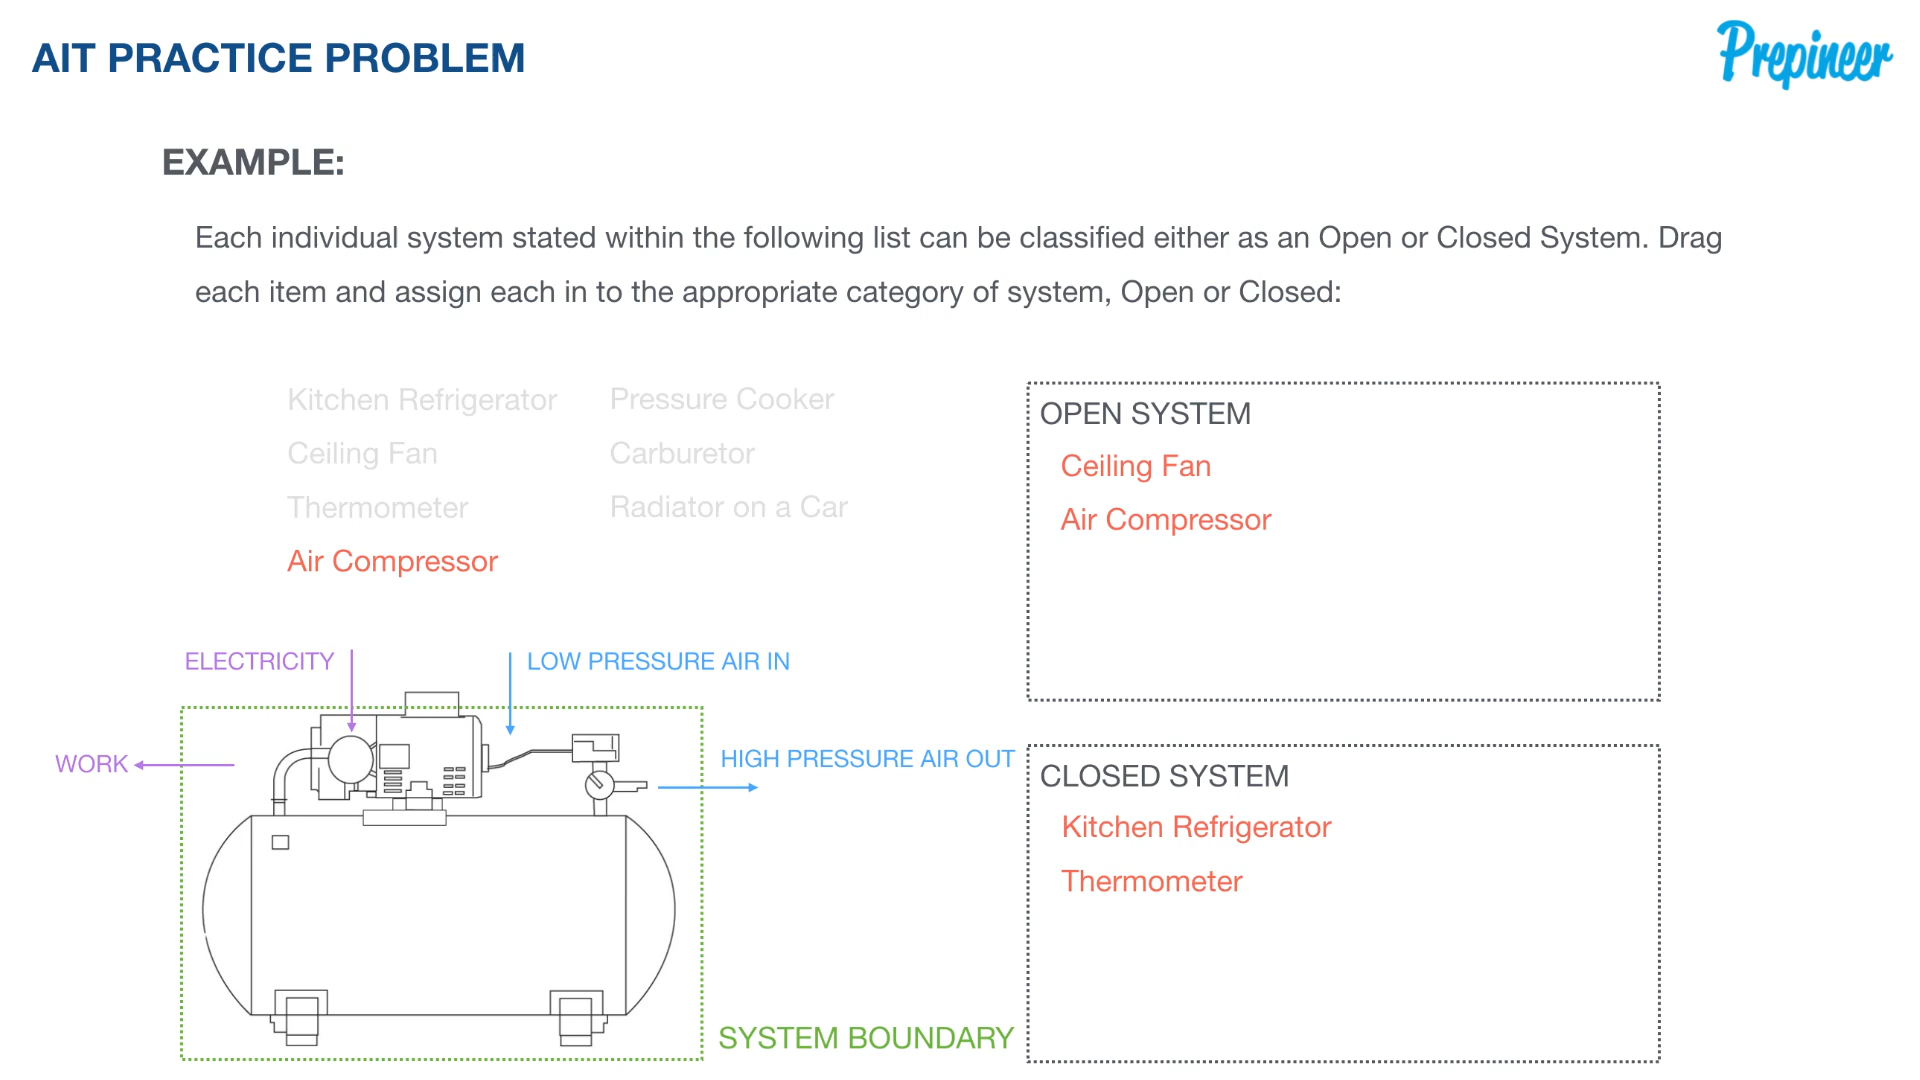 AIT PRACTICE PROBLEM
Prepineer
EXAMPLE:
Each individual system stated within the following list can be classified either as an Open or Closed System. Drag
each item and assign each in to the appropriate category of system, Open or Closed:
Kitchen Refrigerator
Ceiling Fan
Thermometer
Air Compressor
Pressure Cooker
Carburetor
Radiator on a Car
OPEN SYSTEM
Ceiling Fan
Air Compressor
ELECTRICITY
LOW PRESSURE AIR IN
WORK
HIGH PRESSURE AIR OUT
SYSTEM BOUNDARY
CLOSED SYSTEM
Kitchen Refrigerator
Thermometer